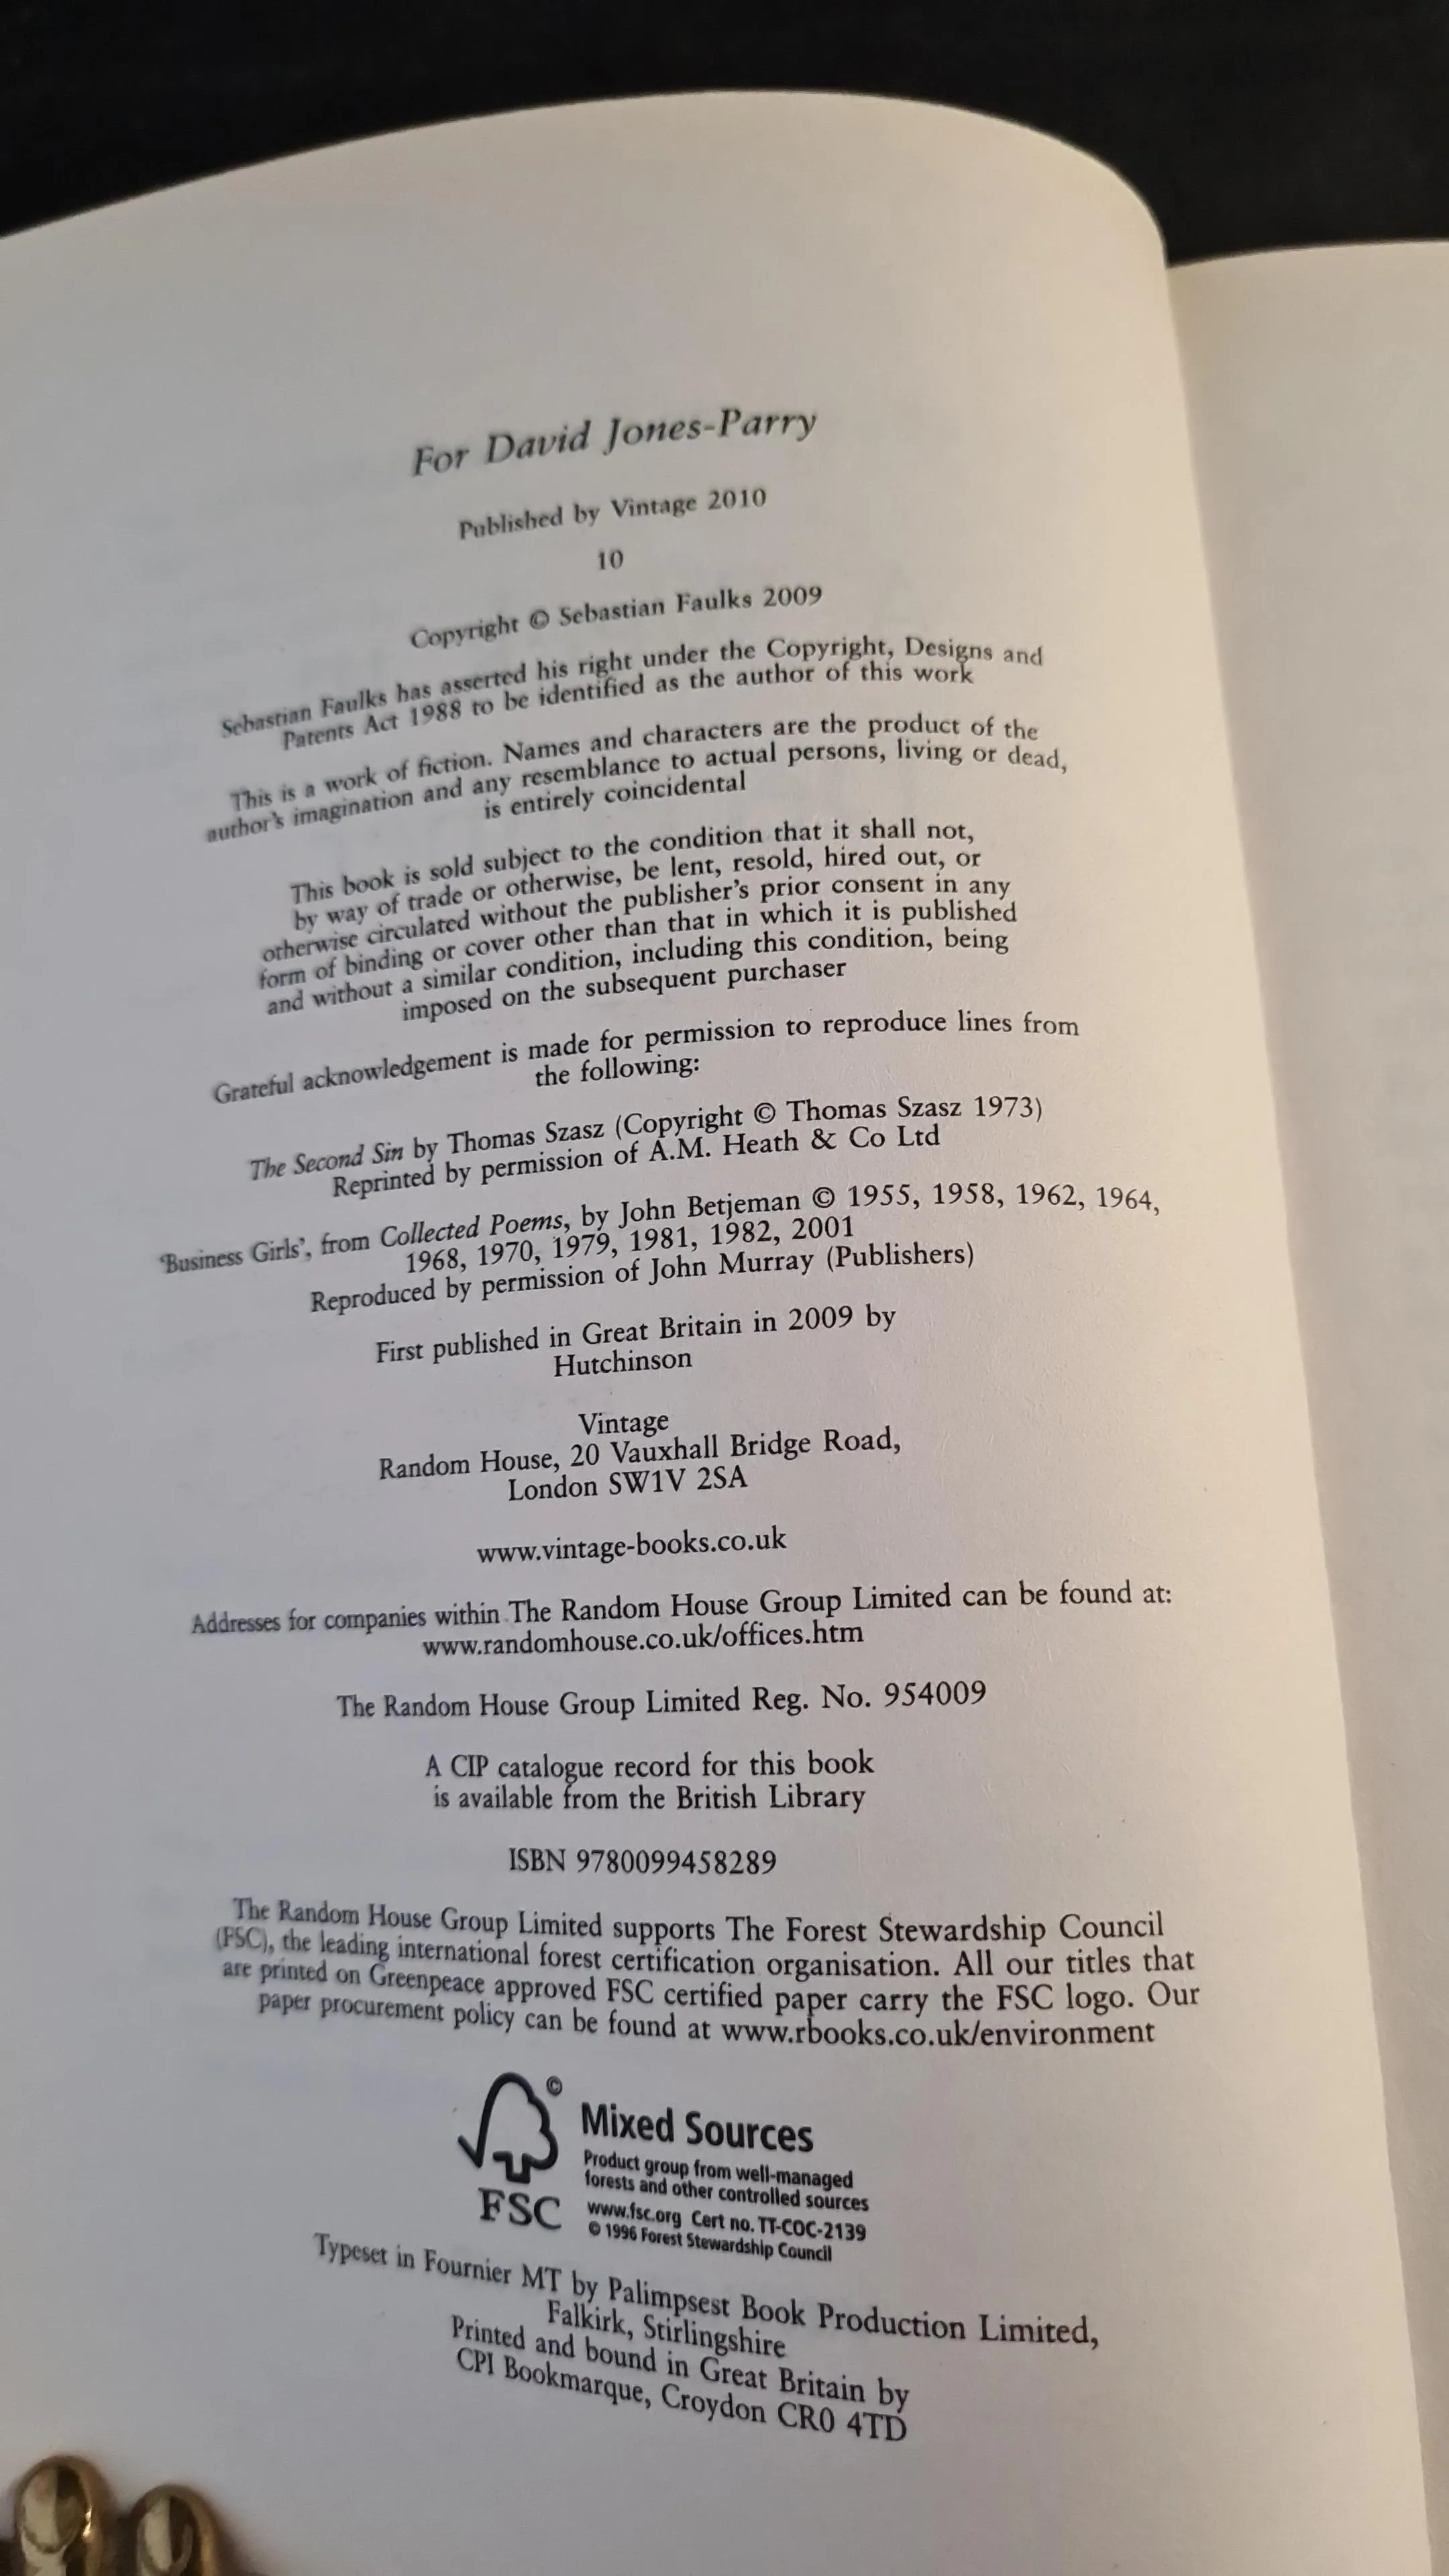 For David Jones-Parry
Published by Vintage 2010
10
Copyright © Sebastian Faulks 2009
Sebastian Faulks has asserted his right under the Copyright, Designs and
Patents Act 1988 to be identified as the author of this work
This is a work of fiction. Names and characters are the product of the
author's imagination and any resemblance to actual persons, living or dead,
is entirely coincidental
This book is sold subject to the condition that it shall not,
by way of trade or otherwise, be lent, resold, hired out, or
otherwise circulated without the publisher's prior consent in any
form of binding or cover other than that in which it is published
and without a similar condition, including this condition, being
imposed on the subsequent purchaser
Grateful acknowledgement is made for permission to reproduce lines from
the following:
The Second Sin by Thomas Szasz (Copyright © Thomas Szasz 1973)
Reprinted by permission of A.M. Heath & Co Ltd
'Business Girls', from Collected Poems, by John Betjeman © 1955, 1958, 1962, 1964,
1968, 1970, 1979, 1981, 1982, 2001
Reproduced by permission of John Murray (Publishers)
First published in Great Britain in 2009 by
Hutchinson
Vintage
Random House, 20 Vauxhall Bridge Road,
London SW1V 2SA
www.vintage-books.co.uk
Addresses for companies within The Random House Group Limited can be found at:
www.randomhouse.co.uk/offices.htm
The Random House Group Limited Reg. No. 954009
A CIP catalogue record for this book
is available from the British Library
ISBN 9780099458289
The Random House Group Limited supports The Forest Stewardship Council
(FSC), the leading international forest certification organisation. All our titles that
are printed on Greenpeace approved FSC certified paper carry the FSC logo. Our
paper procurement policy can be found at www.rbooks.co.uk/environment
©
FSC
Mixed Sources
Product group from well-managed
forests and other controlled sources
www.fsc.org Cert no. TT-COC-2139
© 1996 Forest Stewardship Council
Typeset in Fournier MT by Palimpsest Book Production Limited,
Falkirk, Stirlingshire
Printed and bound in Great Britain by
CPI Bookmarque, Croydon CR0 4TD